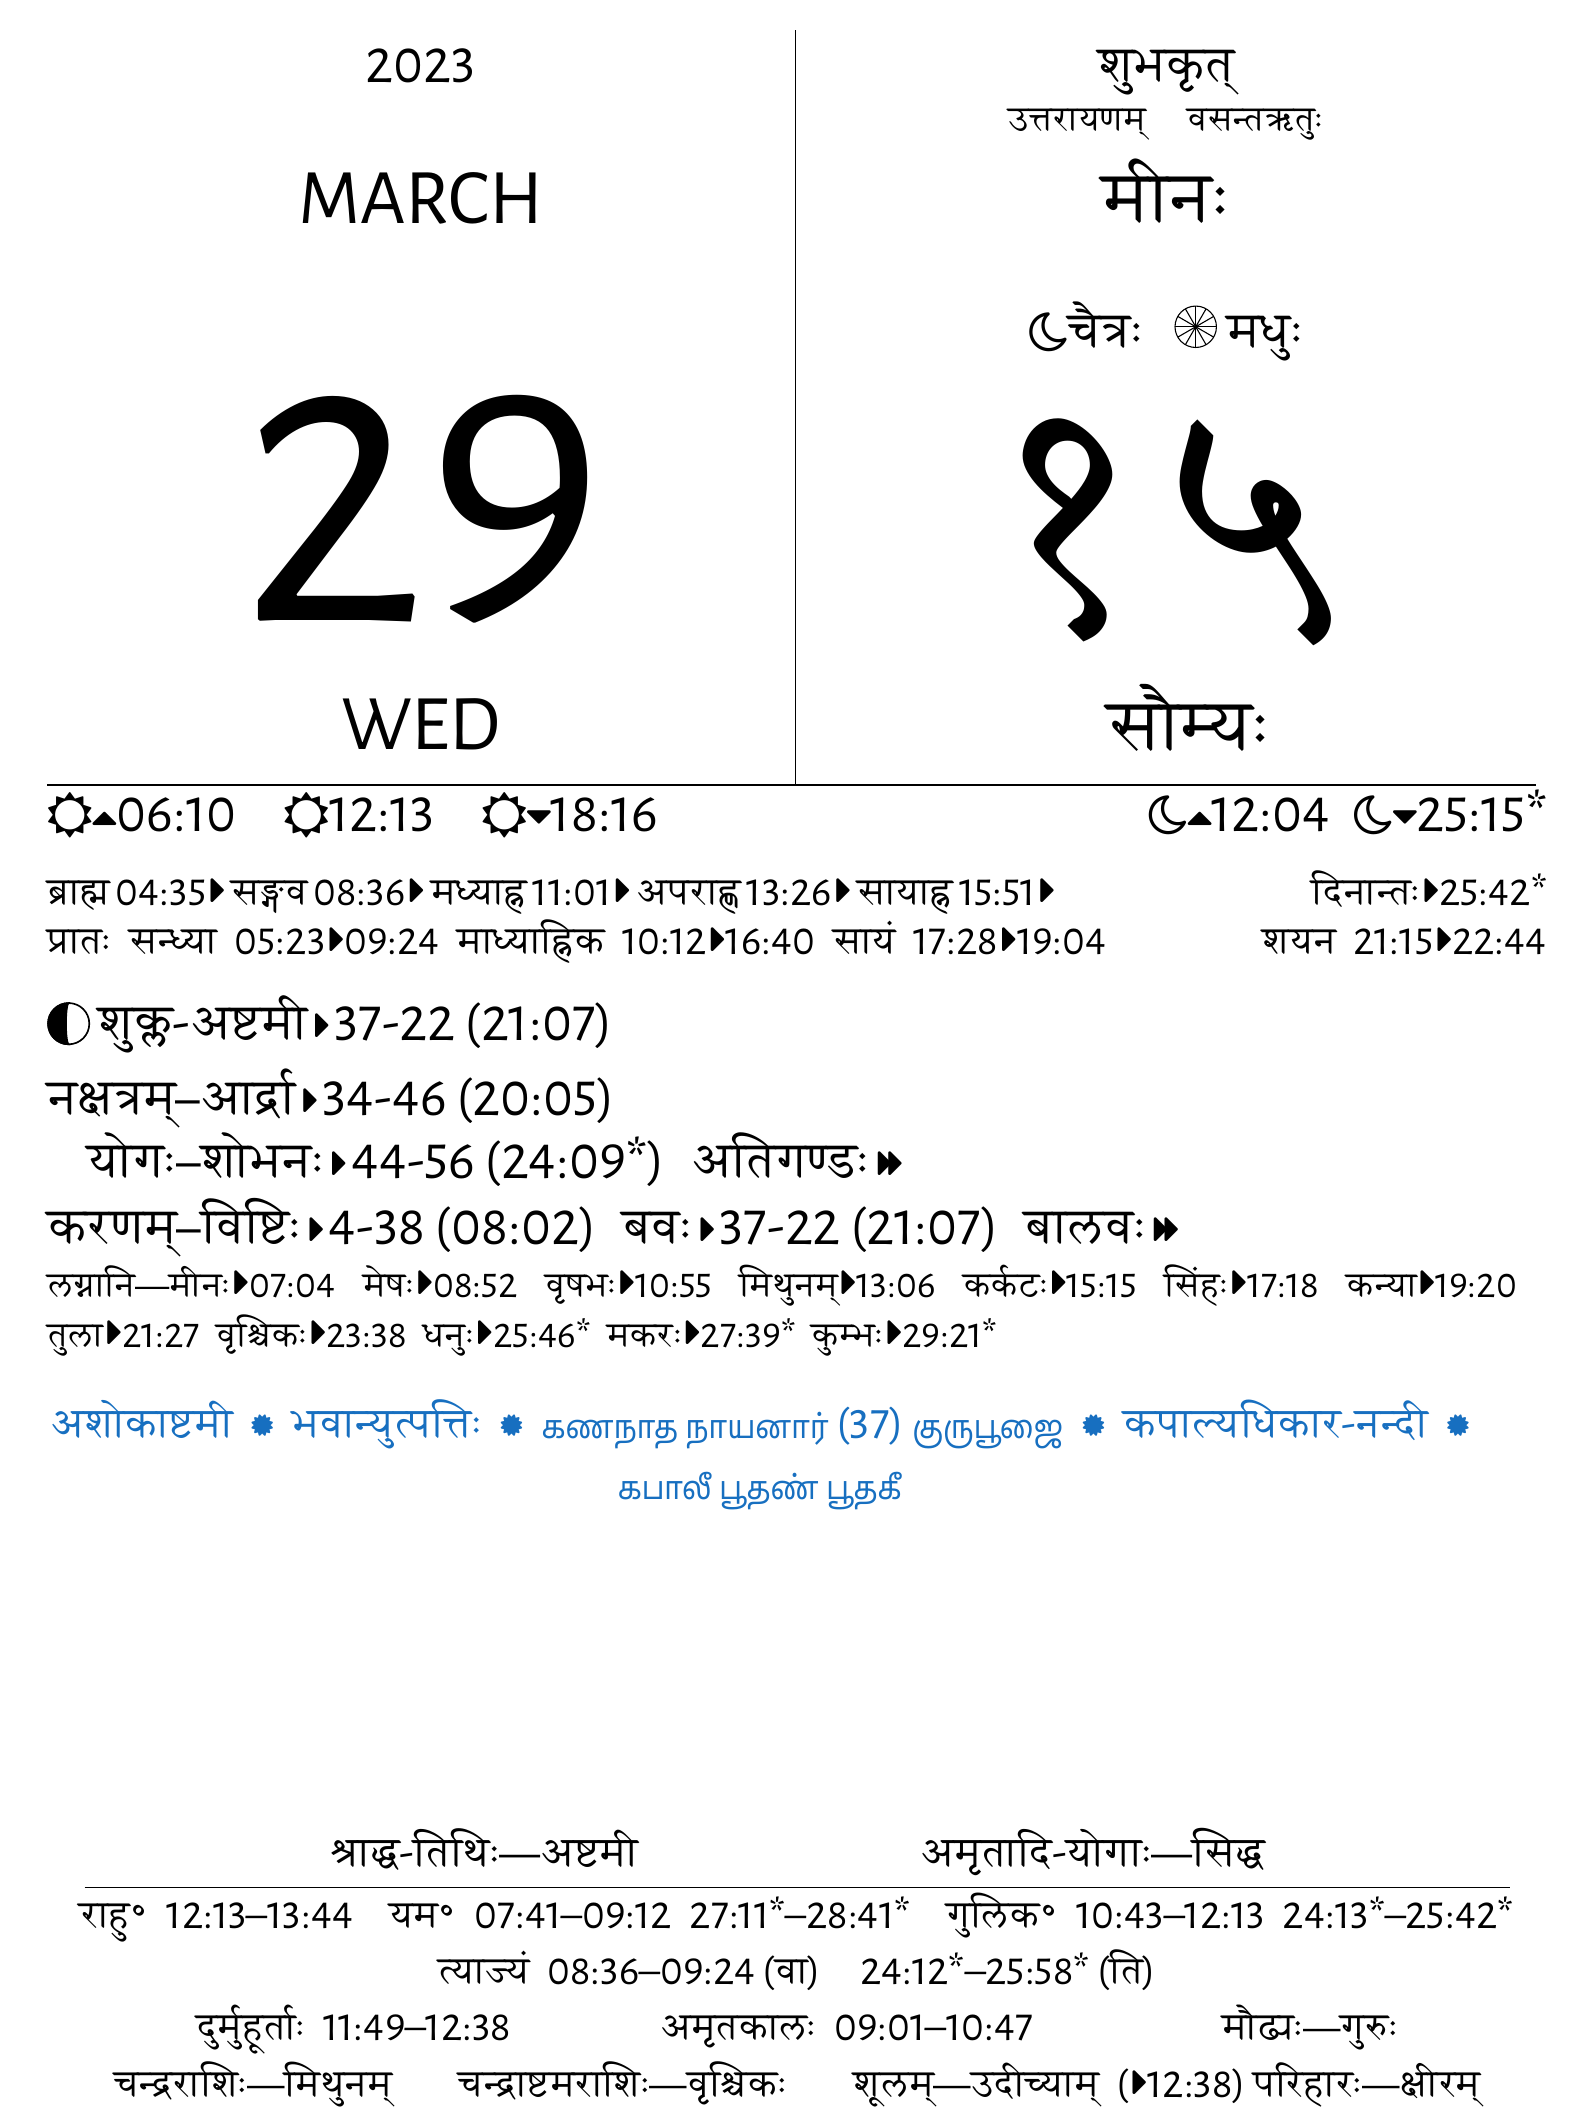 2023
MARCH
29
WED
शुभकृत्
उत्तरायणम् वसन्तऋतुः
मीनः
चैत्रः मधुः
१५
सौम्यः
06:10 12:13 18:16 12:04 25:15*
ब्राह्म 04:35 सङ्गव 08:36 मध्याह्न 11:01 अपराह्ण 13:26 सायाह्न 15:51 दिनान्तः 25:42*
प्रातः सन्ध्या 05:23 09:24 माध्याह्निक 10:12 16:40 सायं 17:28 19:04 शयन 21:15 22:44
शुक्ल-अष्टमी 37-22 (21:07)
नक्षत्रम्–आर्द्रा 34-46 (20:05)
योगः–शोभनः 44-56 (24:09*) अतिगण्डः
करणम्–विष्टिः 4-38 (08:02) बवः 37-22 (21:07) बालवः
लग्नानि—मीनः 07:04 मेषः 08:52 वृषभः 10:55 मिथुनम् 13:06 कर्कटः 15:15 सिंहः 17:18 कन्या 19:20
तुला 21:27 वृश्चिकः 23:38 धनुः 25:46* मकरः 27:39* कुम्भः 29:21*
अशोकाष्टमी भवान्युत्पत्तिः கணநாத நாயனார் (37) குருபூஜை कपाल्यधिकार-नन्दी
கபாலீ பூதண் பூதகீ
श्राद्ध-तिथिः—अष्टमी अमृतादि-योगाः—सिद्ध
राहु॰ 12:13–13:44 यम॰ 07:41–09:12 27:11*–28:41* गुलिक॰ 10:43–12:13 24:13*–25:42*
त्याज्यं 08:36–09:24 (वा) 24:12*–25:58* (ति)
दुर्मुहूर्ताः 11:49–12:38 अमृतकालः 09:01–10:47 मौढ्यः—गुरुः
चन्द्रराशिः—मिथुनम् चन्द्राष्टमराशिः—वृश्चिकः शूलम्—उदीच्याम् (12:38) परिहारः—क्षीरम्